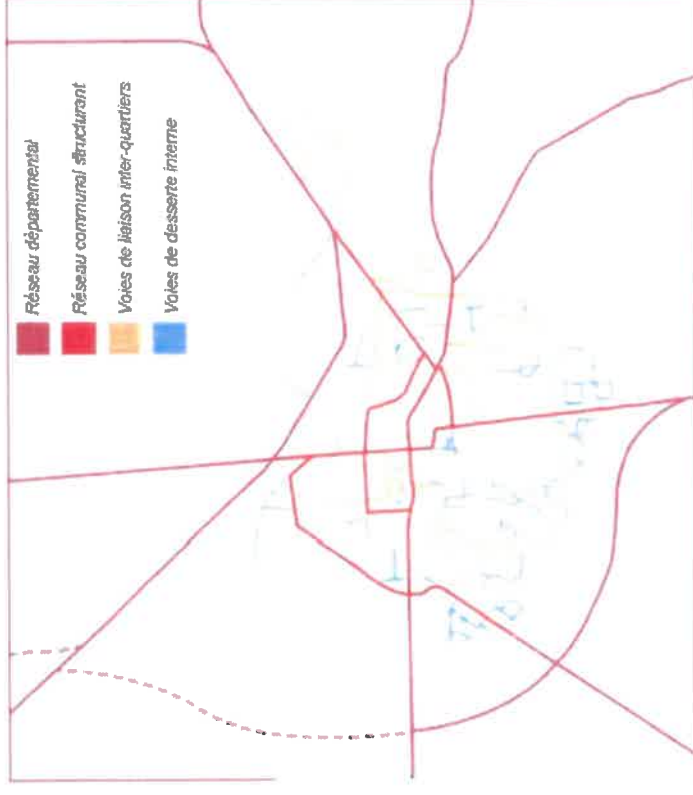 Réseau départemental
Réseau communal structurant
Voies de liaison inter-quartiers
Voies de desserte interne